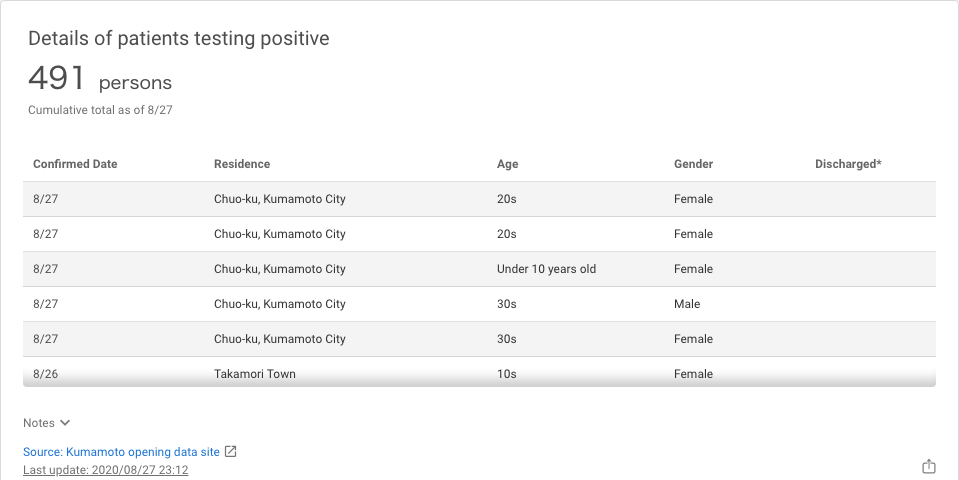 Details of patients testing positive
491 persons
Cumulative total as of 8/27
Confirmed Date Residence Age Gender Discharged*
8/27 Chuo-ku, Kumamoto City 20s Female
8/27 Chuo-ku, Kumamoto City 20s Female
8/27 Chuo-ku, Kumamoto City Under 10 years old Female
8/27 Chuo-ku, Kumamoto City 30s Male
8/27 Chuo-ku, Kumamoto City 30s Female
8/26 Takamori Town 10s Female
Notes
Source: Kumamoto opening data site
Last update: 2020/08/27 23:12